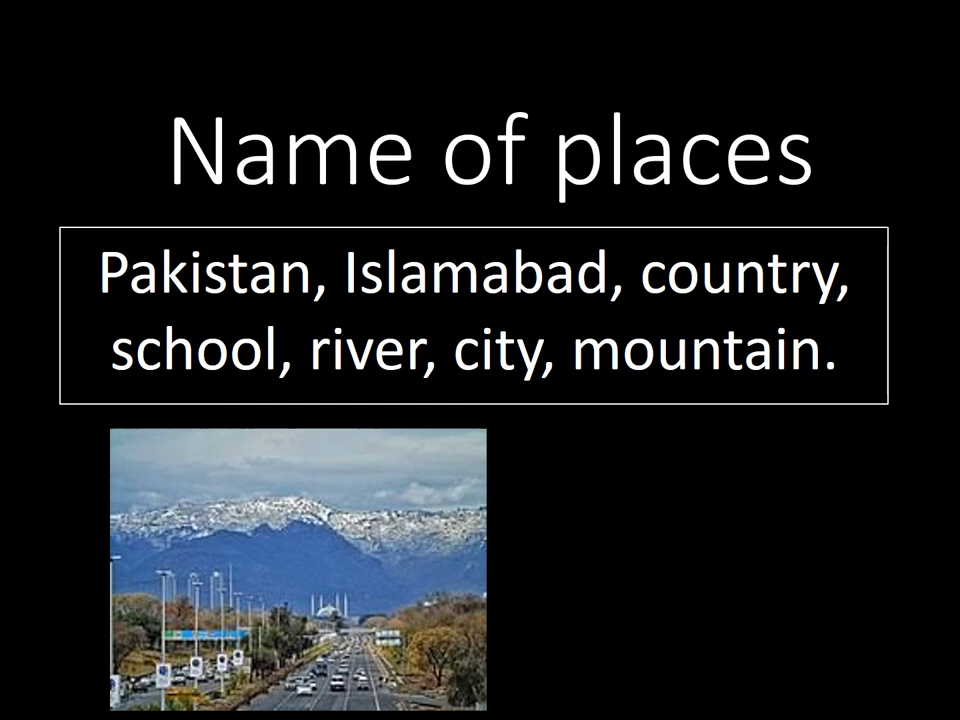 Name of places
Pakistan, Islamabad, country,
school, river, city, mountain.